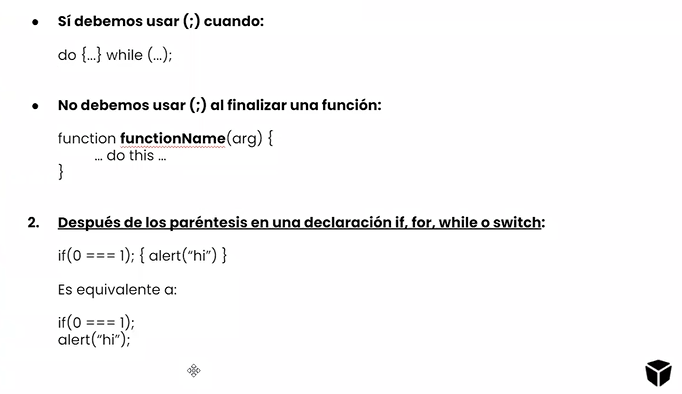 ● Sí debemos usar (;) cuando:
do {...} while (...);
● No debemos usar (;) al finalizar una función:
function functionName(arg) {
... do this ...
}
2. Después de los paréntesis en una declaración if, for, while o switch:
if(0 === 1); { alert(“hi”) }
Es equivalente a:
if(0 === 1);
alert(“hi”);